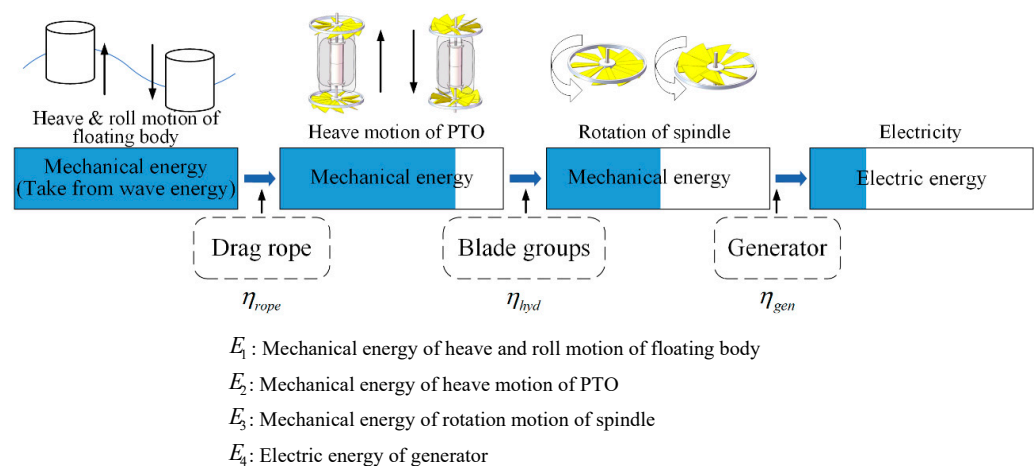 Heave & roll motion of
floating body
Heave motion of PTO
Rotation of spindle
Electricity
Mechanical energy
(Take from wave energy)
Mechanical energy
Mechanical energy
Electric energy
Drag rope
Blade groups
Generator
η_rope
η_hyd
η_gen
E₁: Mechanical energy of heave and roll motion of floating body
E₂: Mechanical energy of heave motion of PTO
E₃: Mechanical energy of rotation motion of spindle
E₄: Electric energy of generator